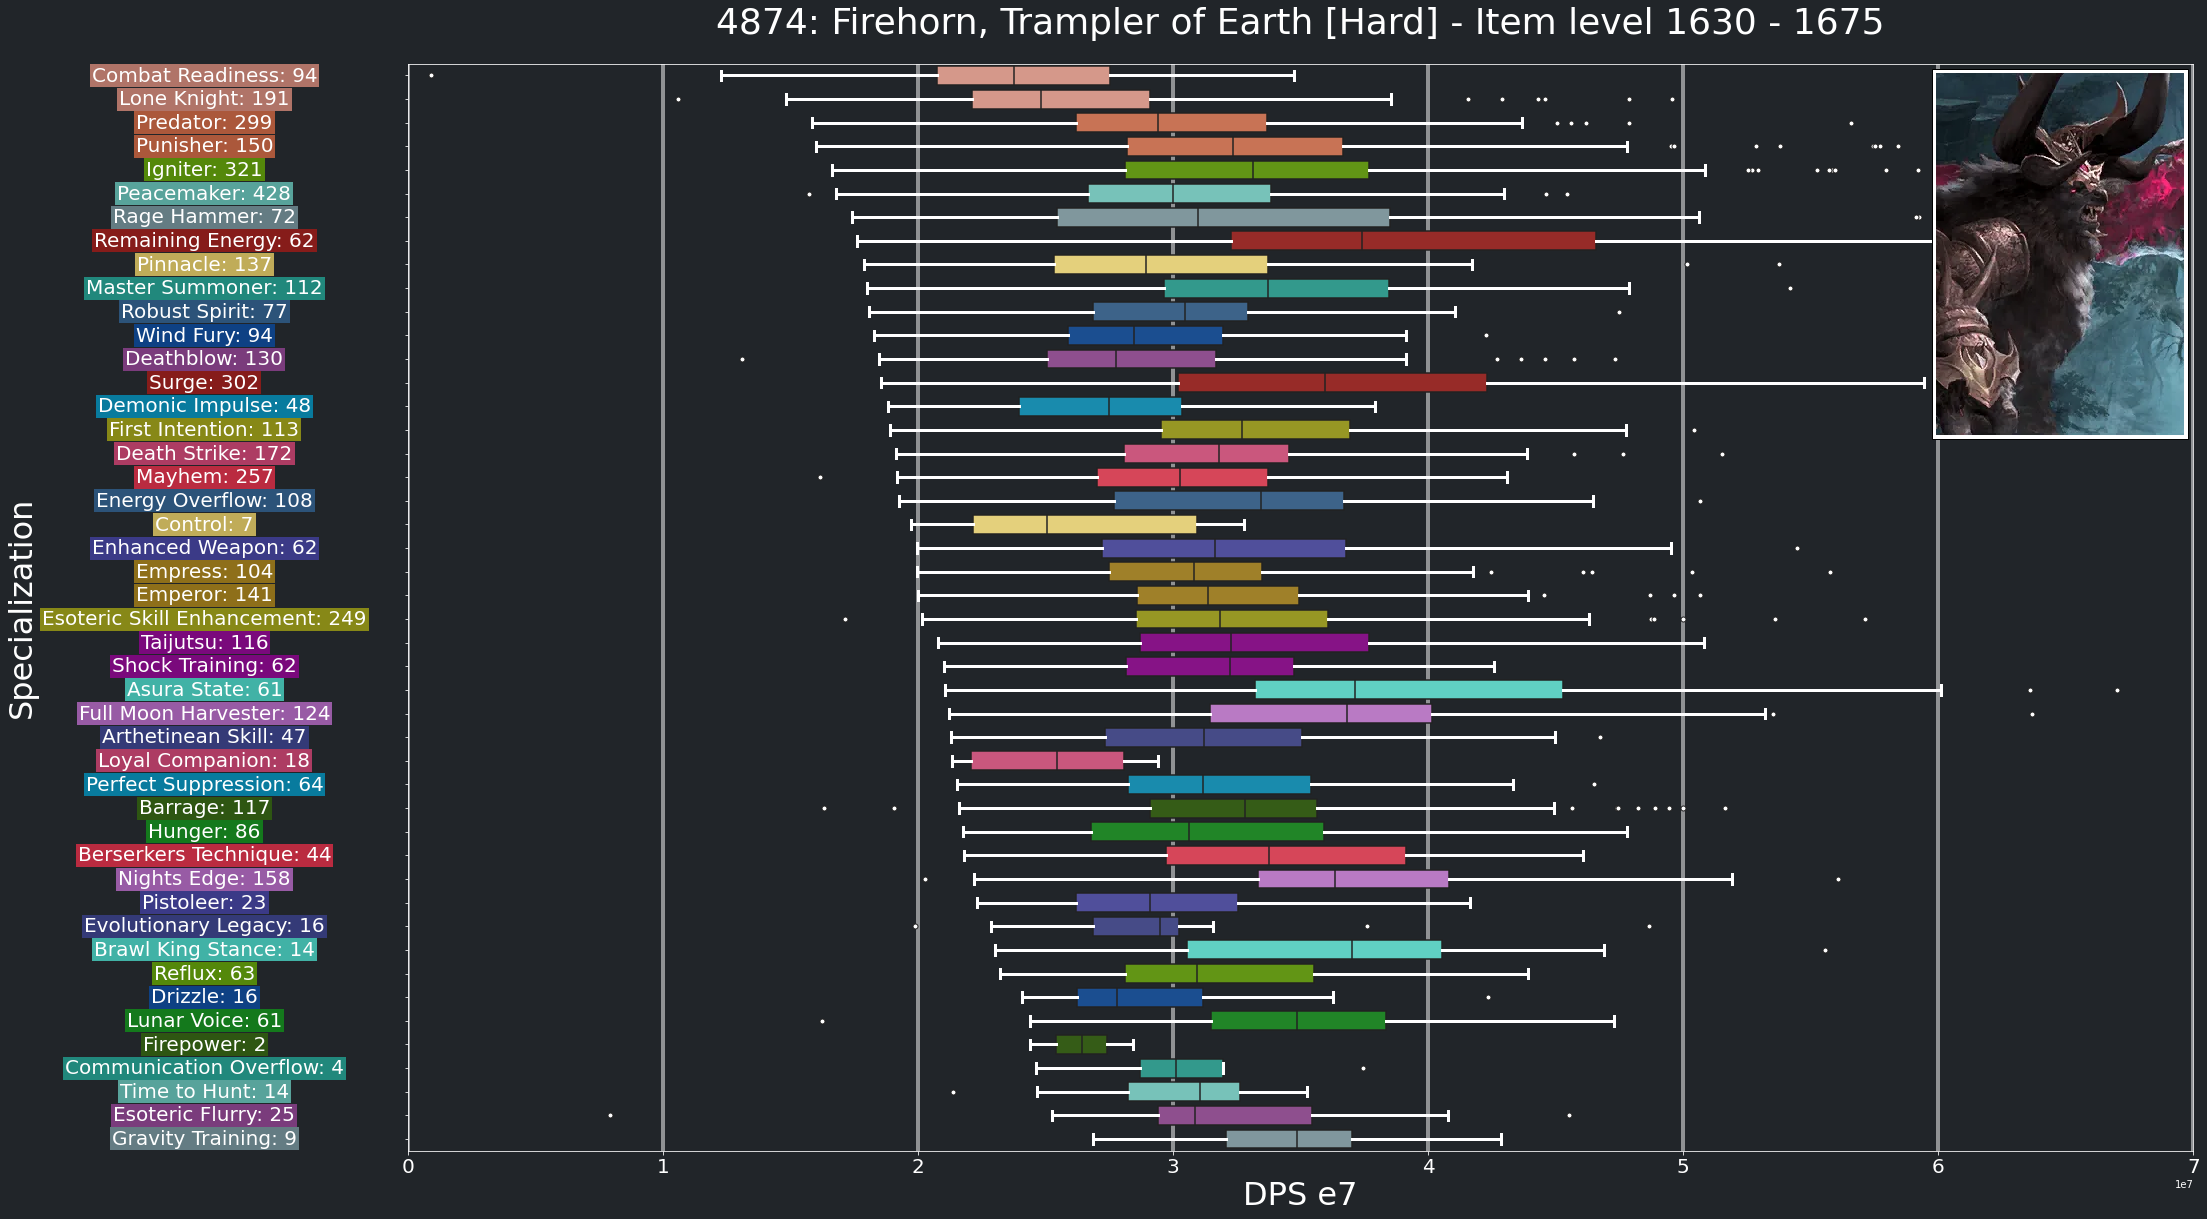 4874: Firehorn, Trampler of Earth [Hard] - Item level 1630 - 1675
Specialization
Combat Readiness: 94
Lone Knight: 191
Predator: 299
Punisher: 150
Igniter: 321
Peacemaker: 428
Rage Hammer: 72
Remaining Energy: 62
Pinnacle: 137
Master Summoner: 112
Robust Spirit: 77
Wind Fury: 94
Deathblow: 130
Surge: 302
Demonic Impulse: 48
First Intention: 113
Death Strike: 172
Mayhem: 257
Energy Overflow: 108
Control: 7
Enhanced Weapon: 62
Empress: 104
Emperor: 141
Esoteric Skill Enhancement: 249
Taijutsu: 116
Shock Training: 62
Asura State: 61
Full Moon Harvester: 124
Arthetinean Skill: 47
Loyal Companion: 18
Perfect Suppression: 64
Barrage: 117
Hunger: 86
Berserkers Technique: 44
Nights Edge: 158
Pistoleer: 23
Evolutionary Legacy: 16
Brawl King Stance: 14
Reflux: 63
Drizzle: 16
Lunar Voice: 61
Firepower: 2
Communication Overflow: 4
Time to Hunt: 14
Esoteric Flurry: 25
Gravity Training: 9
0 1 2 3 4 5 6 7
DPS e7
1e7